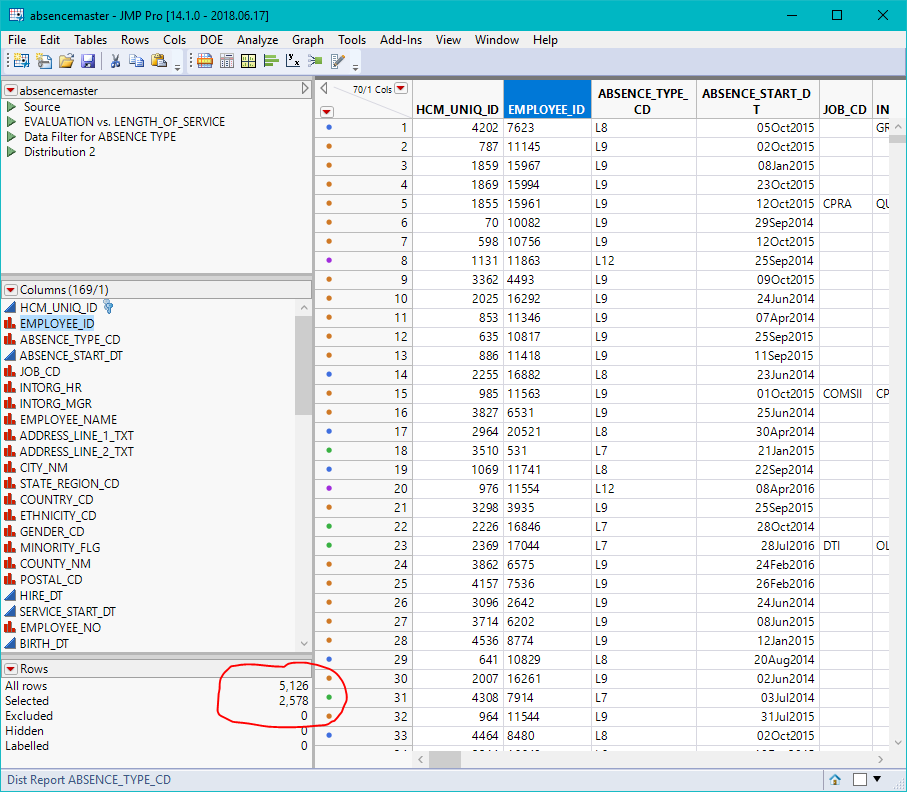 absencemaster - JMP Pro [14.1.0 - 2018.06.17]
File Edit Tables Rows Cols DOE Analyze Graph Tools Add-Ins View Window Help
absencemaster
Source
EVALUATION vs. LENGTH_OF_SERVICE
Data Filter for ABSENCE TYPE
Distribution 2
Columns (169/1)
HCM_UNIQ_ID
EMPLOYEE_ID
ABSENCE_TYPE_CD
ABSENCE_START_DT
JOB_CD
INTORG_HR
INTORG_MGR
EMPLOYEE_NAME
ADDRESS_LINE_1_TXT
ADDRESS_LINE_2_TXT
CITY_NM
STATE_REGION_CD
COUNTRY_CD
ETHNICITY_CD
GENDER_CD
MINORITY_FLG
COUNTY_NM
POSTAL_CD
HIRE_DT
SERVICE_START_DT
EMPLOYEE_NO
BIRTH_DT
Rows
All rows 5,126
Selected 2,578
Excluded 0
Hidden 0
Labelled 0
70/1 Cols
HCM_UNIQ_ID EMPLOYEE_ID ABSENCE_TYPE_CD ABSENCE_START_DT JOB_CD IN
1 4202 7623 L8 05Oct2015 GR
2 787 11145 L9 02Oct2015
3 1859 15967 L9 08Jan2015
4 1869 15994 L9 23Oct2015
5 1855 15961 L9 12Oct2015 CPRA QU
6 70 10082 L9 29Sep2014
7 598 10756 L9 12Oct2015
8 1131 11863 L12 25Sep2014
9 3362 4493 L9 09Oct2015
10 2025 16292 L9 24Jun2014
11 853 11346 L9 07Apr2014
12 635 10817 L9 25Sep2015
13 886 11418 L9 11Sep2015
14 2255 16882 L8 23Jun2014
15 985 11563 L9 01Oct2015 COMSII CP
16 3827 6531 L9 25Jun2014
17 2964 20521 L8 30Apr2014
18 3510 531 L7 21Jan2015
19 1069 11741 L8 22Sep2014
20 976 11554 L12 08Apr2016
21 3298 3935 L9 25Sep2015
22 2226 16846 L7 28Oct2014
23 2369 17044 L7 28Jul2016 DTI OL
24 3862 6575 L9 24Feb2016
25 4157 7536 L9 26Feb2016
26 3096 2642 L9 24Jun2014
27 3714 6202 L9 08Jun2015
28 4536 8774 L9 12Jan2015
29 641 10829 L8 20Aug2014
30 2007 16261 L9 02Jun2014
31 4308 7914 L7 03Jul2014
32 964 11544 L9 31Jul2015
33 4464 8480 L8 02Oct2015
Dist Report ABSENCE_TYPE_CD